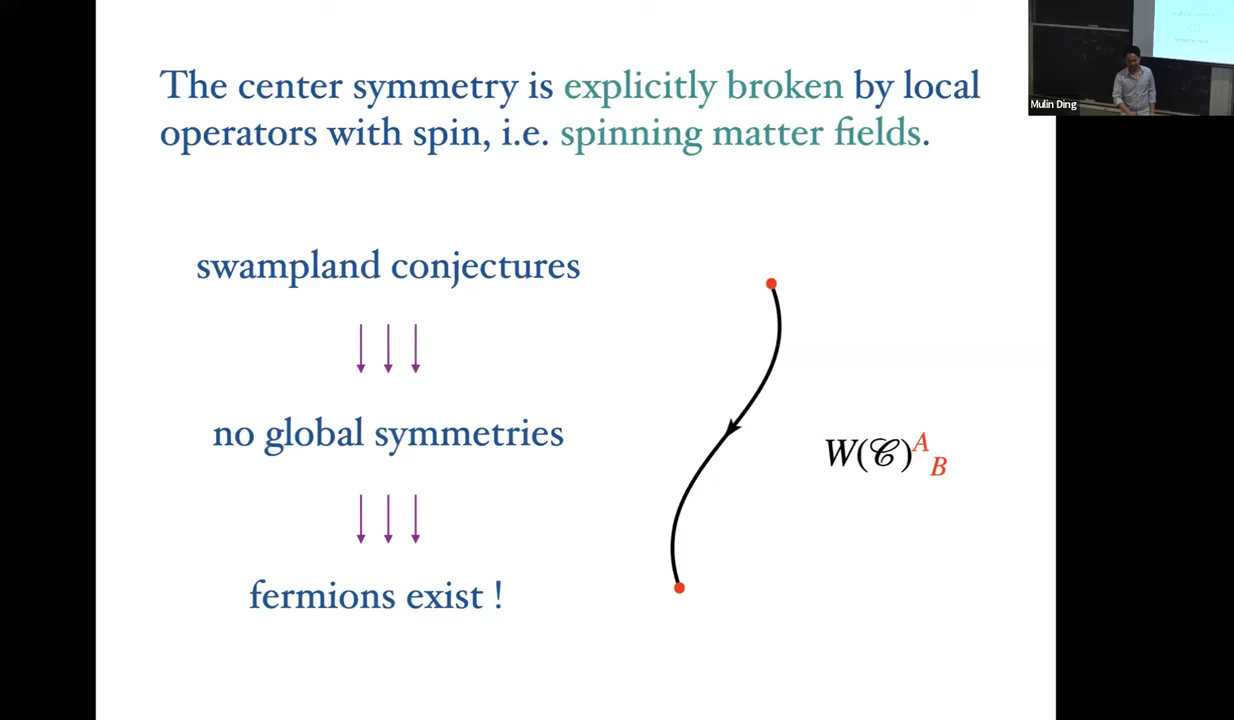 The center symmetry is explicitly broken by local
operators with spin, i.e. spinning matter fields.
swampland conjectures
no global symmetries
fermions exist !
W(𝒞)^A_B
Mulin Ding